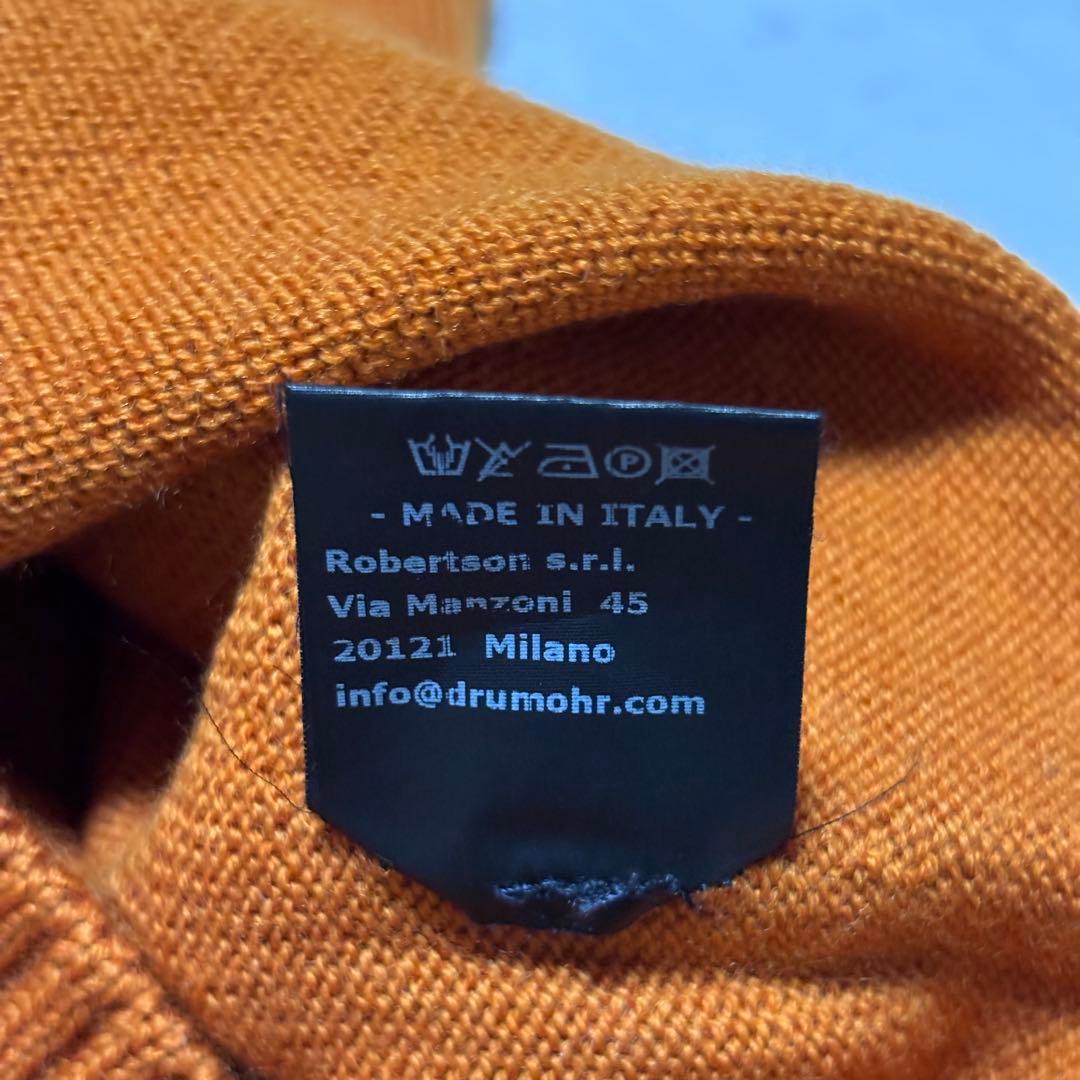 P
- MADE IN ITALY -
Robertson s.r.l.
Via Manzoni 45
20121 Milano
info@drumohr.com